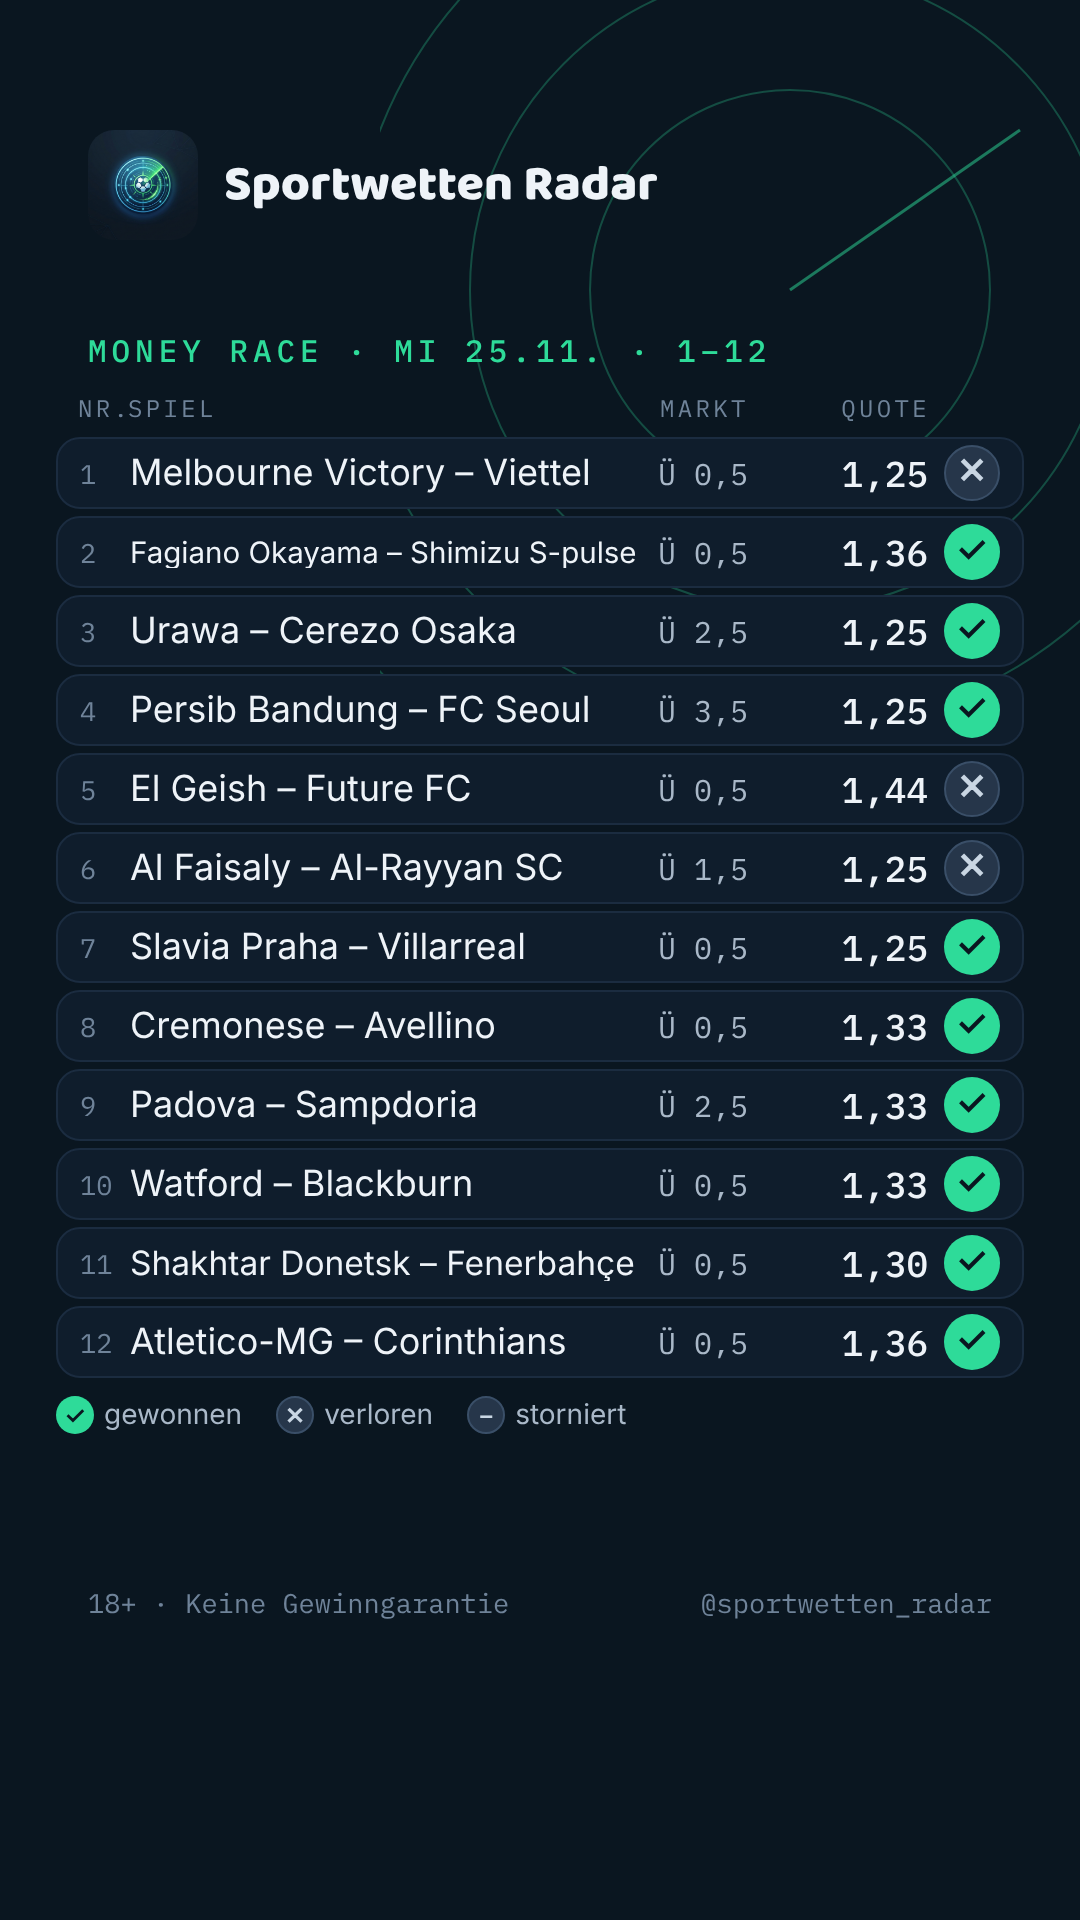 Sportwetten Radar
MONEY RACE · MI 25.11. · 1–12
NR. SPIEL MARKT QUOTE
1 Melbourne Victory – Viettel Ü 0,5 1,25
2 Fagiano Okayama – Shimizu S-pulse Ü 0,5 1,36
3 Urawa – Cerezo Osaka Ü 2,5 1,25
4 Persib Bandung – FC Seoul Ü 3,5 1,25
5 El Geish – Future FC Ü 0,5 1,44
6 Al Faisaly – Al-Rayyan SC Ü 1,5 1,25
7 Slavia Praha – Villarreal Ü 0,5 1,25
8 Cremonese – Avellino Ü 0,5 1,33
9 Padova – Sampdoria Ü 2,5 1,33
10 Watford – Blackburn Ü 0,5 1,33
11 Shakhtar Donetsk – Fenerbahçe Ü 0,5 1,30
12 Atletico-MG – Corinthians Ü 0,5 1,36
gewonnen verloren storniert
18+ · Keine Gewinngarantie @sportwetten_radar